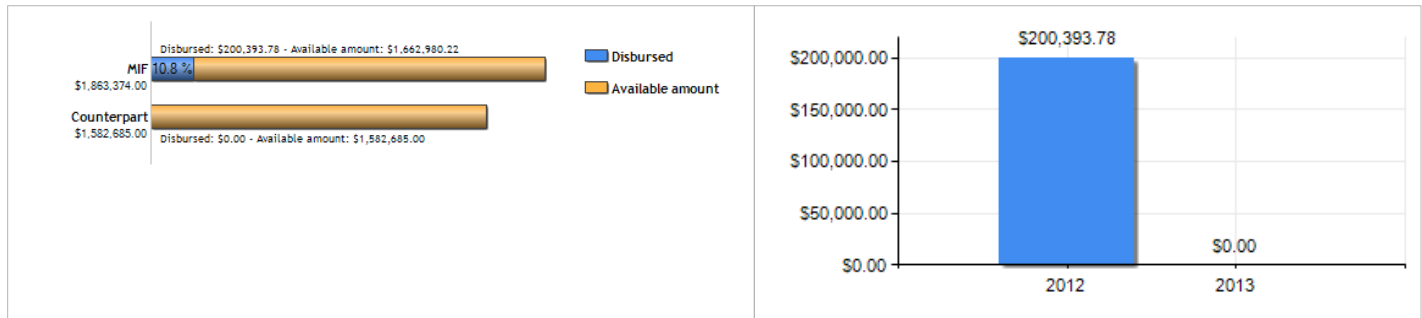 Disbursed: $200,393.78 - Available amount: $1,662,980.22
MIF
10.8 %
$1,863,374.00
Counterpart
$1,582,685.00
Disbursed: $0.00 - Available amount: $1,582,685.00
Disbursed
Available amount
$200,393.78
$200,000.00
$150,000.00
$100,000.00
$50,000.00
$0.00
$0.00
2012
2013